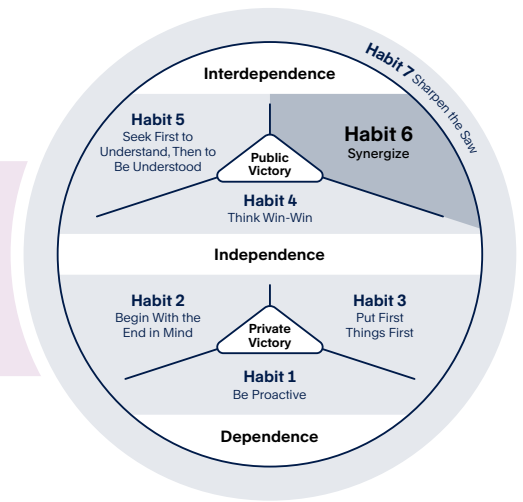 Habit 7 Sharpen the Saw
Interdependence
Habit 5
Seek First to
Understand, Then to
Be Understood
Habit 6
Synergize
Public
Victory
Habit 4
Think Win-Win
Independence
Habit 2
Begin With the
End in Mind
Habit 3
Put First
Things First
Private
Victory
Habit 1
Be Proactive
Dependence